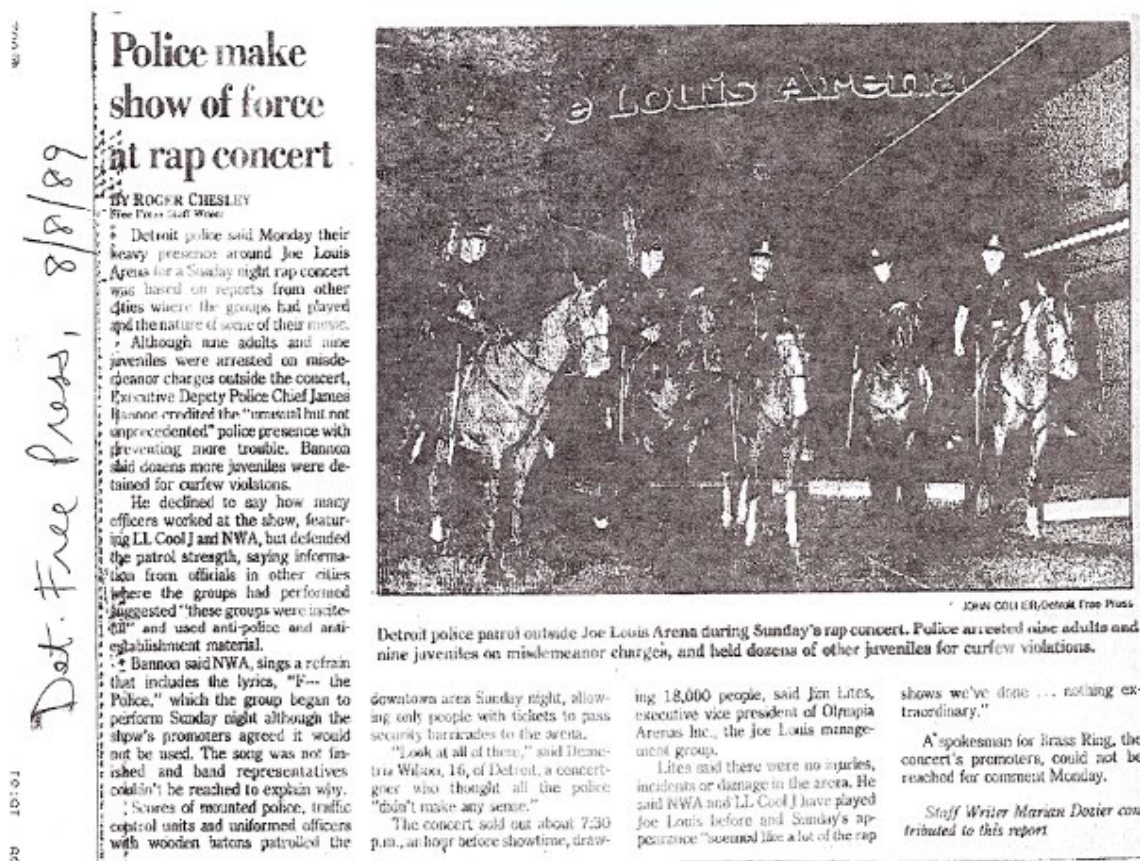 Det. Free Press, 8/8/89
Police make
show of force
at rap concert
BY ROGER CHESLEY
Free Press Staff Writer
Detroit police said Monday their
heavy presence around Joe Louis
Arena for a Sunday night rap concert
was based on reports from other
cities where the groups had played
and the nature of some of their music.
Although nine adults and nine
juveniles were arrested on misde-
meanor charges outside the concert,
Executive Deputy Police Chief James
Bannon credited the "unusual but not
unprecedented" police presence with
preventing more trouble. Bannon
said dozens more juveniles were de-
tained for curfew violatons.
He declined to say how many
officers worked at the show, featur-
ing LL Cool J and NWA, but defended
the patrol strength, saying informa-
tion from officials in other cities
where the groups had performed
suggested "these groups were incite-
ful" and used anti-police and anti-
establishment material.
Bannon said NWA, sings a refrain
that includes the lyrics, "F--- the
Police," which the group began to
perform Sunday night although the
show's promoters agreed it would
not be used. The song was not fin-
ished and band representatives
couldn't be reached to explain why.
Scores of mounted police, traffic
control units and uniformed officers
with wooden batons patrolled the
e Louis Arena
JOHN COLLIER/Detroit Free Press
Detroit police patrol outside Joe Louis Arena during Sunday's rap concert. Police arrested nine adults and
nine juveniles on misdemeanor charges, and held dozens of other juveniles for curfew violations.
downtown area Sunday night, allow-
ing only people with tickets to pass
security barricades to the arena.
"Look at all of these," said Deme-
tria Wilson, 16, of Detroit, a concert-
goer who thought all the police
"didn't make any sense."
The concert sold out about 7:30
p.m., an hour before showtime, draw-
ing 18,000 people, said Jim Lites,
executive vice president of Olympia
Arenas Inc., the Joe Louis manage-
ment group.
Lites said there were no injuries,
incidents or damage in the arena. He
said NWA and LL Cool J have played
Joe Louis before and Sunday's ap-
pearance "seemed like a lot of the rap
shows we've done ... nothing ex-
traordinary."
A spokesman for Brass Ring, the
concert's promoters, could not be
reached for comment Monday.
Staff Writer Marian Dozier con
tributed to this report